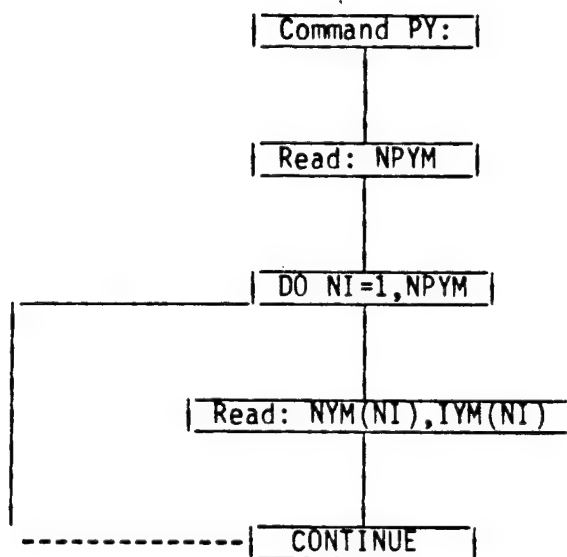 Command PY:
Read: NPYM
DO NI=1,NPYM
Read: NYM(NI),IYM(NI)
CONTINUE